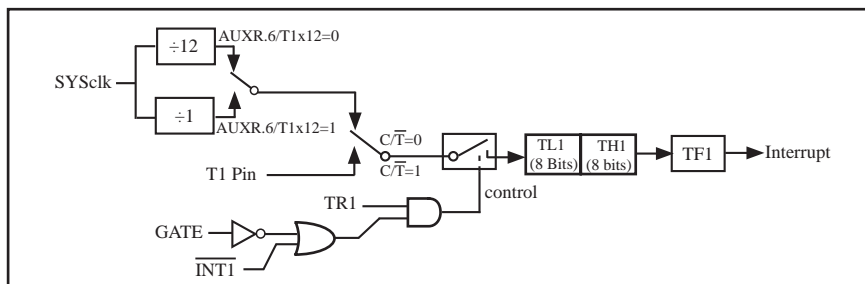 ÷12
AUXR.6/T1x12=0
SYSclk
÷1
AUXR.6/T1x12=1
C/T̅=0
C/T̅=1
TL1
(8 Bits)
TH1
(8 bits)
TF1
Interrupt
T1 Pin
control
TR1
GATE
I̅N̅T̅1̅